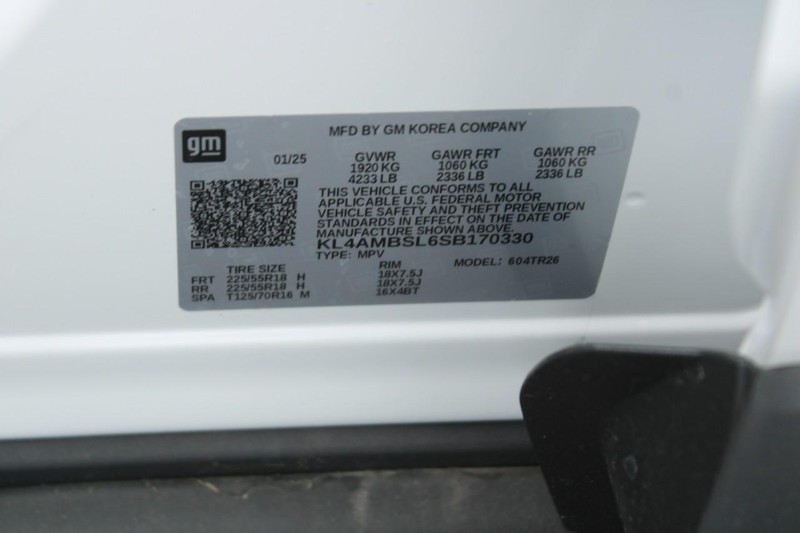 gm
MFD BY GM KOREA COMPANY
01/25 GVWR GAWR FRT GAWR RR
1920 KG 1060 KG 1060 KG
4233 LB 2336 LB 2336 LB
THIS VEHICLE CONFORMS TO ALL
APPLICABLE U.S. FEDERAL MOTOR
VEHICLE SAFETY AND THEFT PREVENTION
STANDARDS IN EFFECT ON THE DATE OF
MANUFACTURE SHOWN ABOVE.
KL4AMBSL6SB170330
TYPE: MPV MODEL: 604TR26
TIRE SIZE RIM
FRT 225/55R18 H 18X7.5J
RR 225/55R18 H 18X7.5J
SPA T125/70R16 M 16X4BT